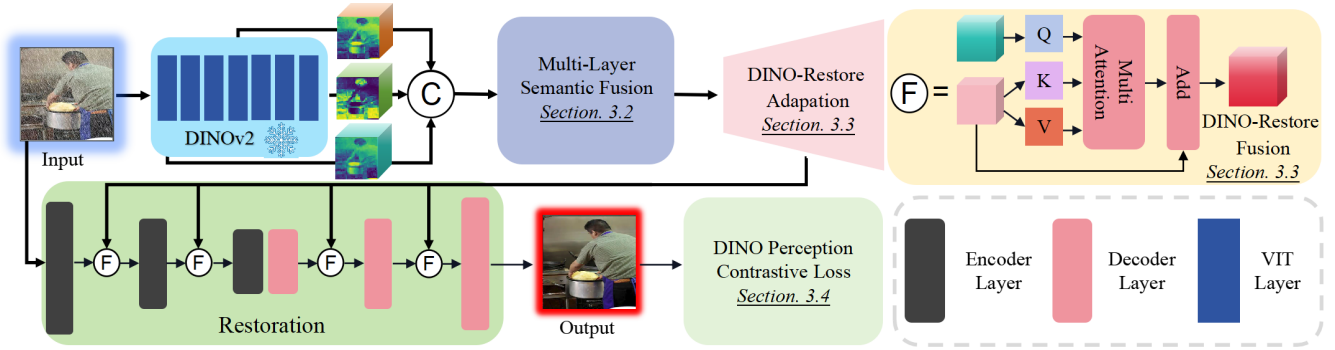 Input
DINOv2
C
Multi-Layer
Semantic Fusion
Section. 3.2
DINO-Restore
Adapation
Section. 3.3
F
=
Q
K
V
Multi
Attention
Add
DINO-Restore
Fusion
Section. 3.3
F
F
F
F
Restoration
Output
DINO Perception
Contrastive Loss
Section. 3.4
Encoder
Layer
Decoder
Layer
VIT
Layer